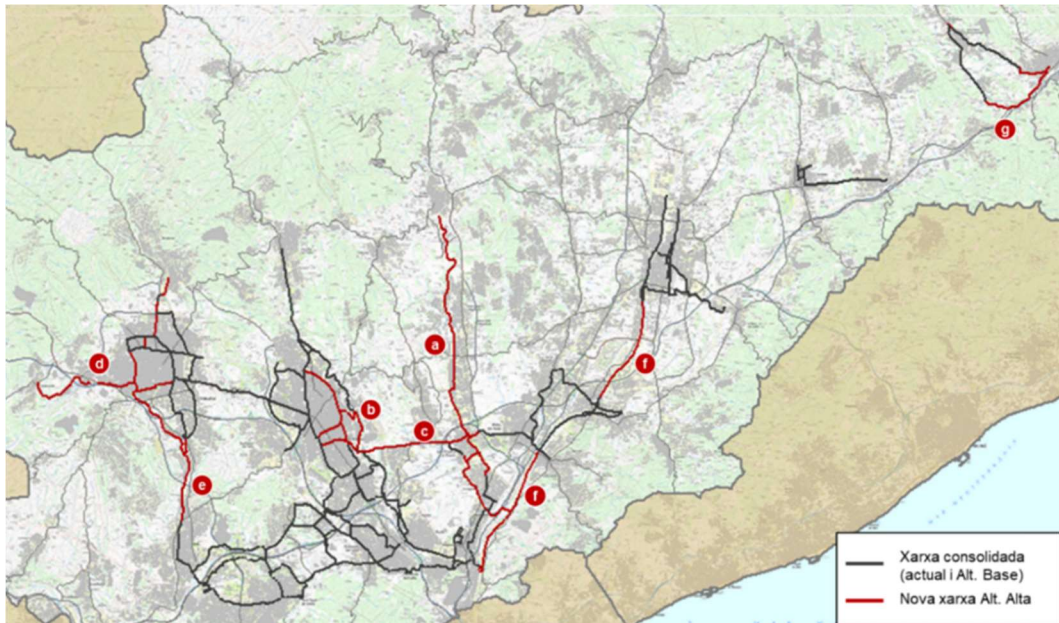 g
a
d
f
b
c
e
f
Xarxa consolidada
(actual i Alt. Base)
Nova xarxa Alt. Alta